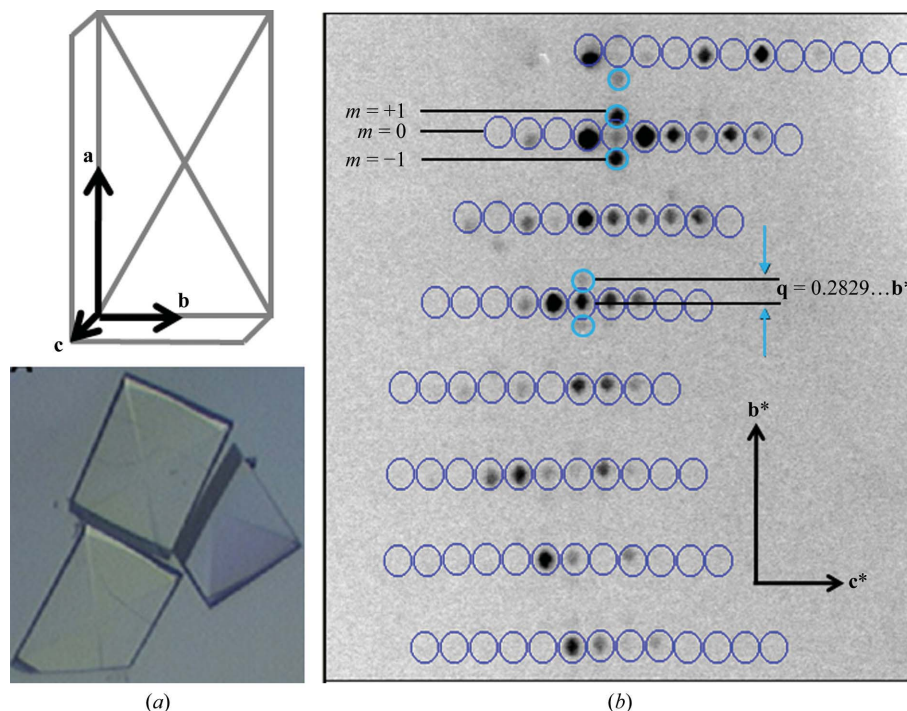 a
b
c
m = +1
m = 0
m = −1
q = 0.2829…b*
b*
c*
(a)
(b)